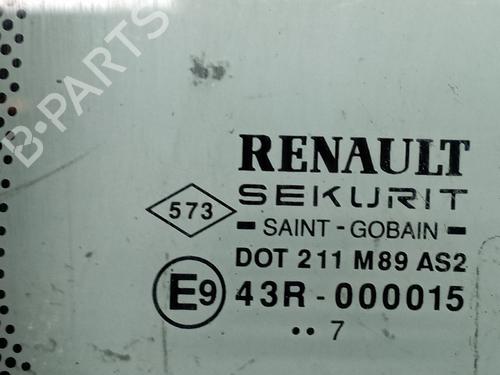 B-PARTS
RENAULT
SEKURIT
573
SAINT-GOBAIN
DOT 211 M89 AS2
E9 43R-000015
•• 7